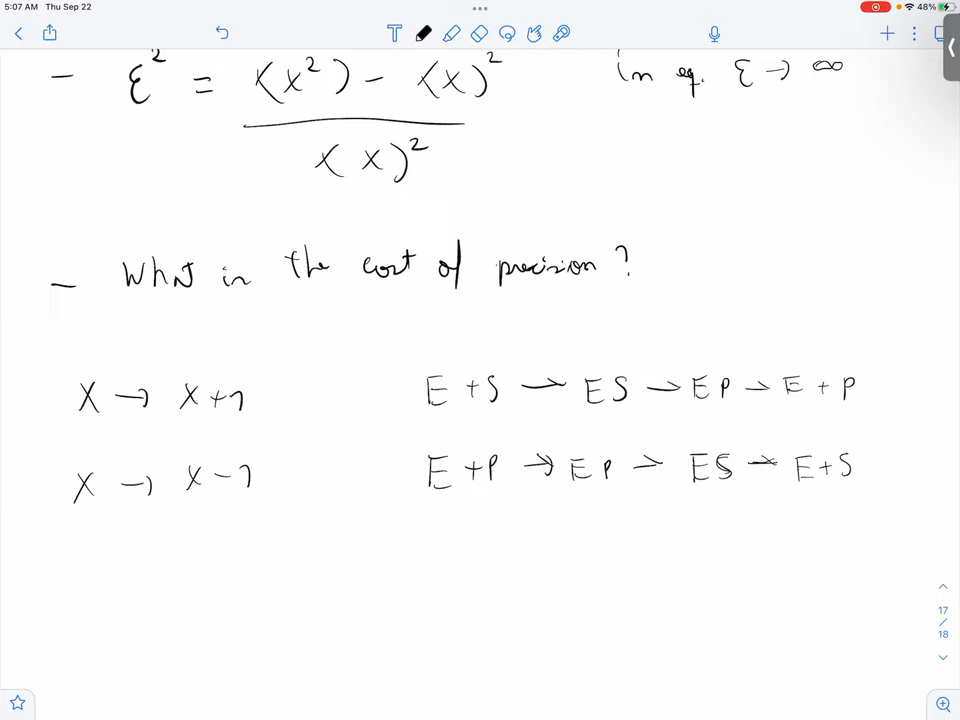 5:07 AM Thu Sep 22
48%
- ε² = (⟨x²⟩ - ⟨x⟩²) / ⟨x⟩² in eq. ε → ∞
- What is the cost of precision?
X → X+1 E+S → ES → EP → E+P
X → X-1 E+P → EP → ES → E+S
17
/
18